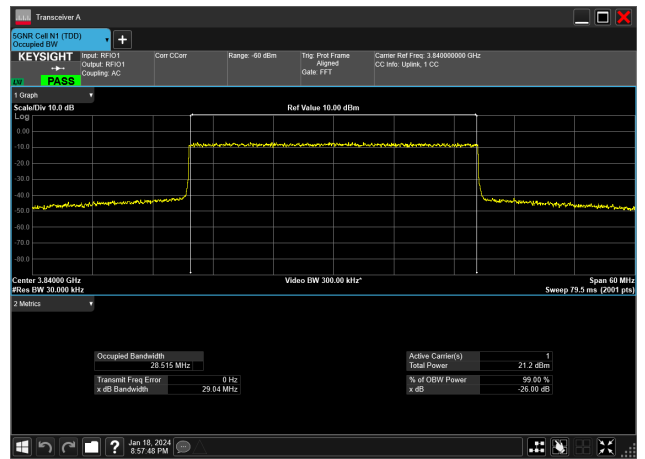 Transceiver A
5GNR Cell N1 (TDD)
Occupied BW
KEYSIGHT
Input: RFIO1
Output: RFIO1
Coupling: AC
Corr CCorr
Range: -60 dBm
Trig: Prot Frame
Aligned
Gate: FFT
Carrier Ref Freq: 3.840000000 GHz
CC Info: Uplink, 1 CC
PASS
1 Graph
Scale/Div 10.0 dB
Ref Value 10.00 dBm
Log
0.00
-10.0
-20.0
-30.0
-40.0
-50.0
-60.0
-70.0
-80.0
Center 3.84000 GHz
Video BW 300.00 kHz*
Span 60 MHz
#Res BW 30.000 kHz
Sweep 79.5 ms (2001 pts)
2 Metrics
Occupied Bandwidth
28.515 MHz
Active Carrier(s) 1
Total Power 21.2 dBm
Transmit Freq Error 0 Hz
x dB Bandwidth 29.04 MHz
% of OBW Power 99.00 %
x dB -26.00 dB
Jan 18, 2024
8:57:48 PM